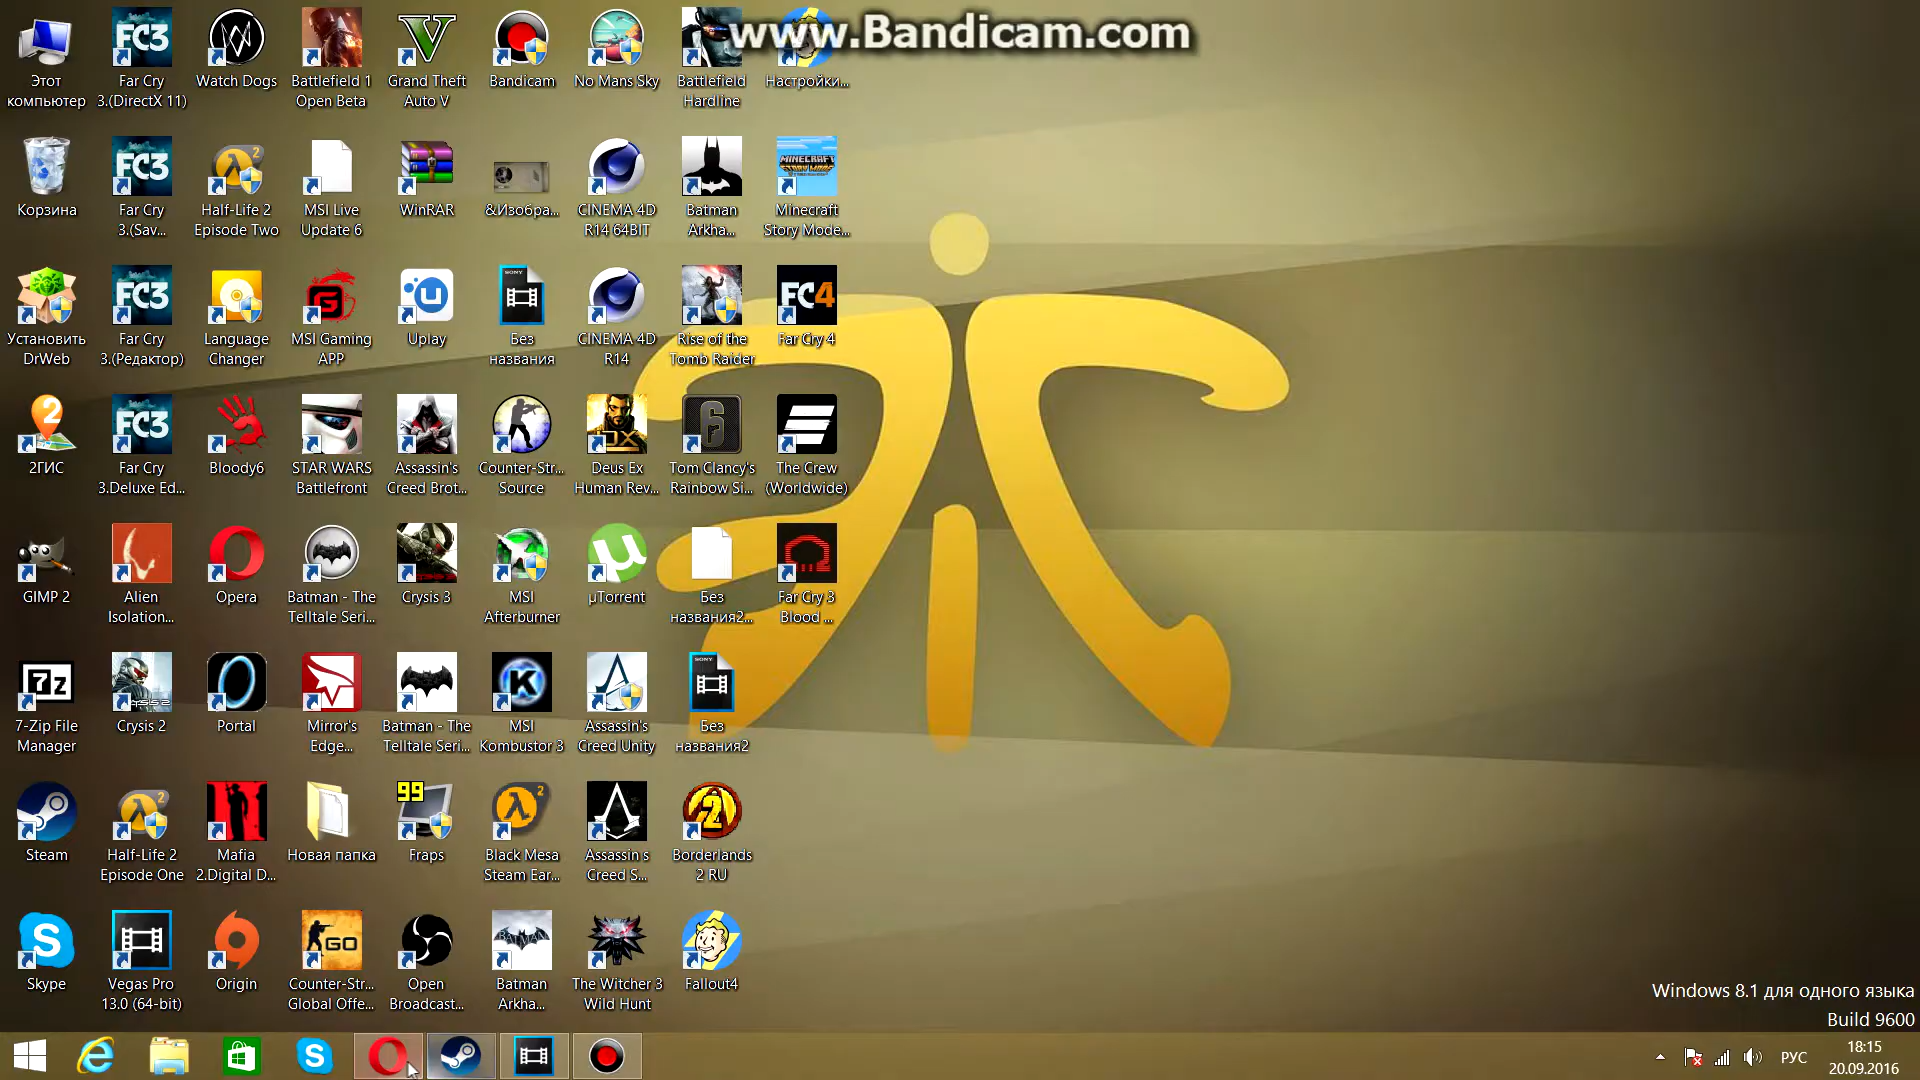 www.Bandicam.com
Этот компьютер
Far Cry 3.(DirectX 11)
Watch Dogs
Battlefield 1 Open Beta
Grand Theft Auto V
Bandicam
No Mans Sky
Battlefield Hardline
Настройки...
Корзина
Far Cry 3.(Sav...
Half-Life 2 Episode Two
MSI Live Update 6
WinRAR
&Изобра...
CINEMA 4D R14 64BIT
Batman Arkha...
Minecraft Story Mode...
Установить DrWeb
Far Cry 3.(Редактор)
Language Changer
MSI Gaming APP
Uplay
Без названия
CINEMA 4D R14
Rise of the Tomb Raider
Far Cry 4
2ГИС
Far Cry 3.Deluxe Ed...
Bloody6
STAR WARS Battlefront
Assassin's Creed Brot...
Counter-Str... Source
Deus Ex Human Rev...
Tom Clancy's Rainbow Si...
The Crew (Worldwide)
GIMP 2
Alien Isolation...
Opera
Batman - The Telltale Seri...
Crysis 3
MSI Afterburner
µTorrent
Без названия2...
Far Cry 3 Blood ...
7-Zip File Manager
Crysis 2
Portal
Mirror's Edge...
Batman - The Telltale Seri...
MSI Kombustor 3
Assassin's Creed Unity
Без названия2
Steam
Half-Life 2 Episode One
Mafia 2.Digital D...
Новая папка
Fraps
Black Mesa Steam Ear...
Assassin s Creed S...
Borderlands 2 RU
Skype
Vegas Pro 13.0 (64-bit)
Origin
Counter-Str... Global Offe...
Open Broadcast...
Batman Arkha...
The Witcher 3 Wild Hunt
Fallout4
Windows 8.1 для одного языка
Build 9600
РУС
18:15
20.09.2016